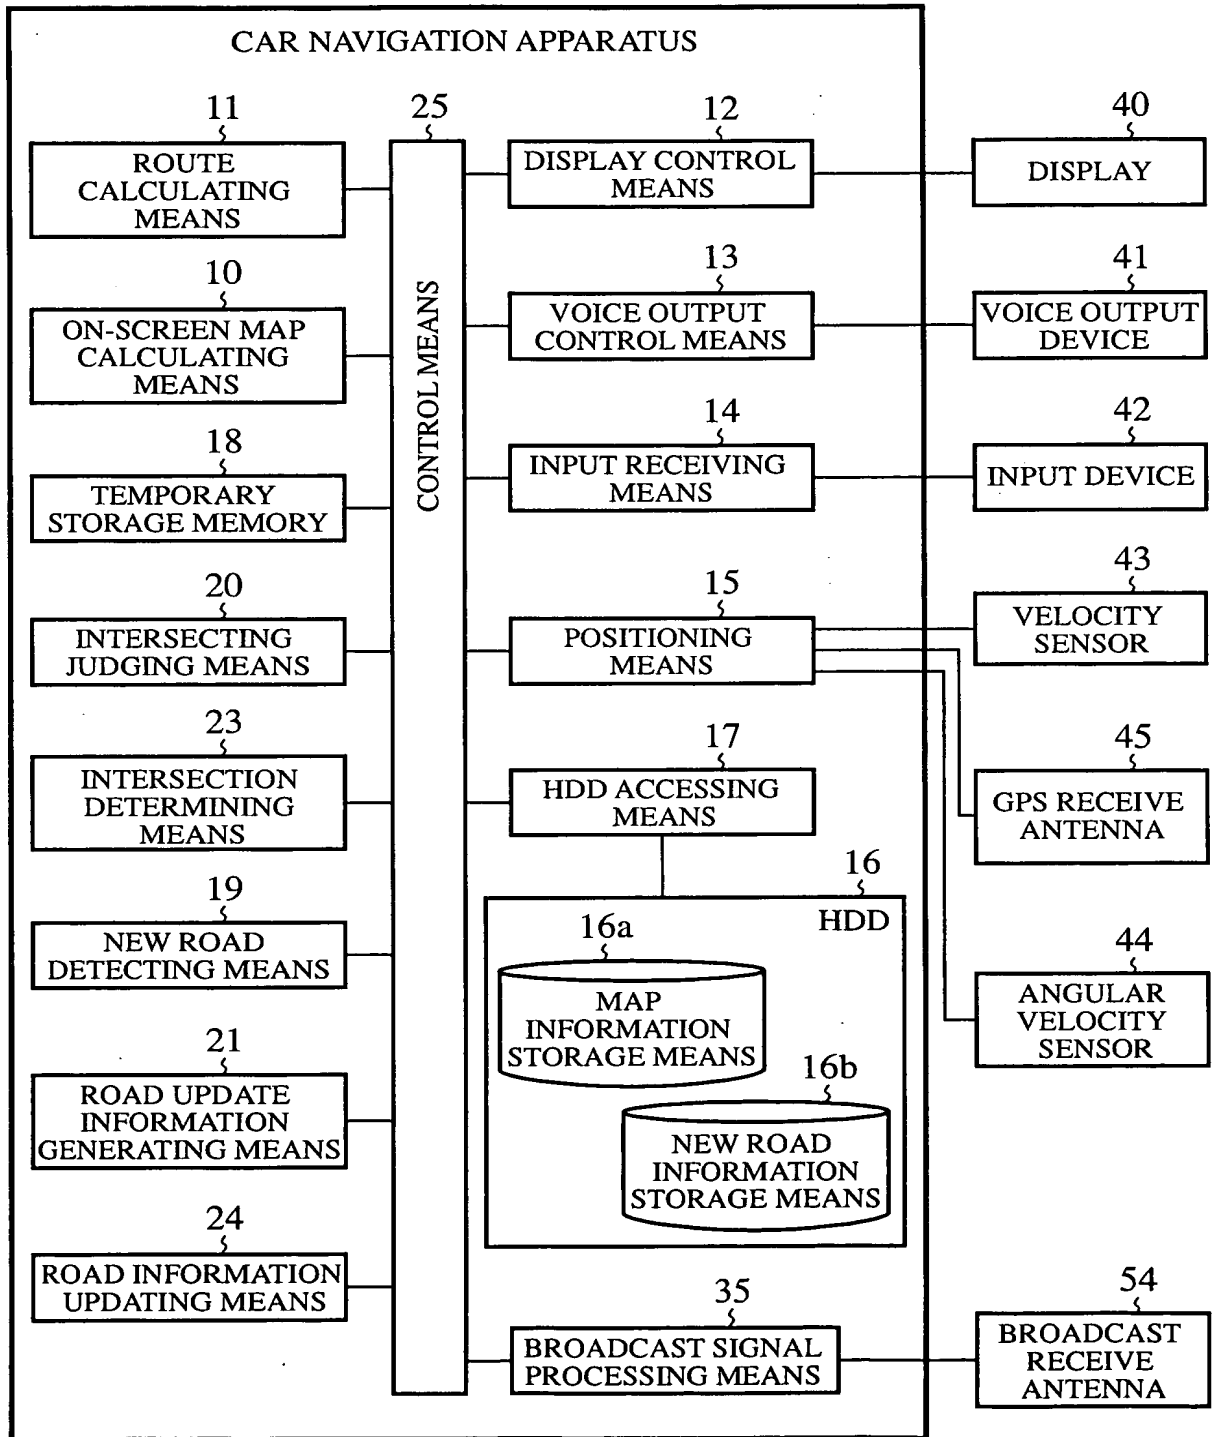 CAR NAVIGATION APPARATUS
11
ROUTE
CALCULATING
MEANS
10
ON-SCREEN MAP
CALCULATING
MEANS
18
TEMPORARY
STORAGE MEMORY
20
INTERSECTING
JUDGING MEANS
23
INTERSECTION
DETERMINING
MEANS
19
NEW ROAD
DETECTING MEANS
21
ROAD UPDATE
INFORMATION
GENERATING MEANS
24
ROAD INFORMATION
UPDATING MEANS
25
CONTROL MEANS
12
DISPLAY CONTROL
MEANS
13
VOICE OUTPUT
CONTROL MEANS
14
INPUT RECEIVING
MEANS
15
POSITIONING
MEANS
17
HDD ACCESSING
MEANS
16
HDD
16a
MAP
INFORMATION
STORAGE MEANS
16b
NEW ROAD
INFORMATION
STORAGE MEANS
35
BROADCAST SIGNAL
PROCESSING MEANS
40
DISPLAY
41
VOICE OUTPUT
DEVICE
42
INPUT DEVICE
43
VELOCITY
SENSOR
45
GPS RECEIVE
ANTENNA
44
ANGULAR
VELOCITY
SENSOR
54
BROADCAST
RECEIVE
ANTENNA